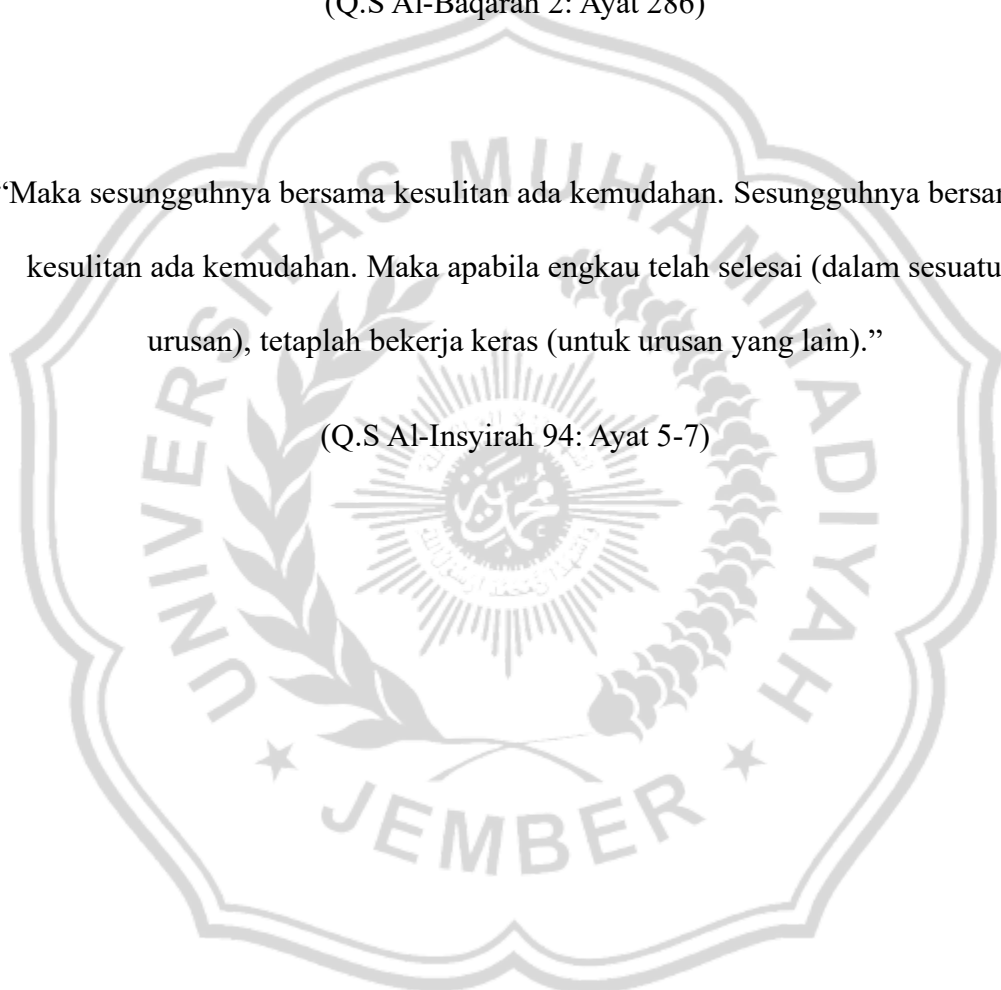 (Q.S Al-Baqarah 2: Ayat 286)
“Maka sesungguhnya bersama kesulitan ada kemudahan. Sesungguhnya
kesulitan ada kemudahan. Maka apabila engkau telah selesai (dalam sesuatu
urusan), tetaplah bekerja keras (untuk urusan yang lain).”
(Q.S Al-Insyirah 94: Ayat 5-7)
UNIVERSITAS MUHAMMADIYAH
JEMBER